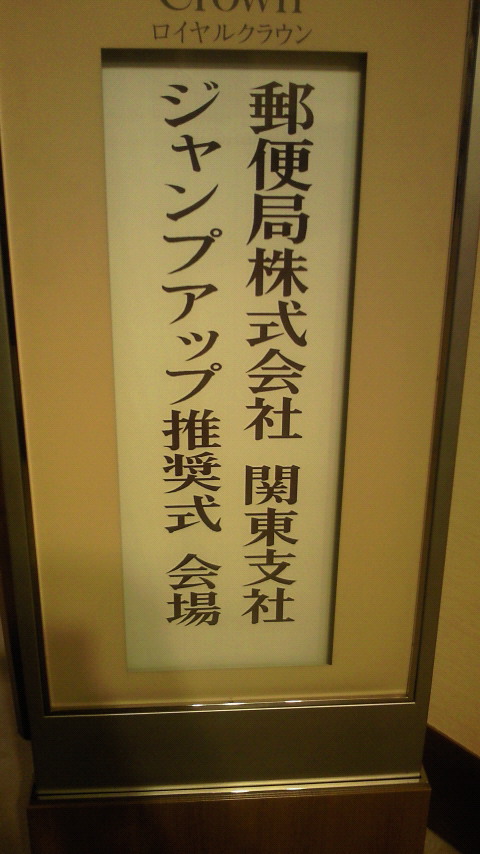 Crown
ロイヤルクラウン
郵便局株式会社 関東支社
ジャンプアップ推奨式 会場